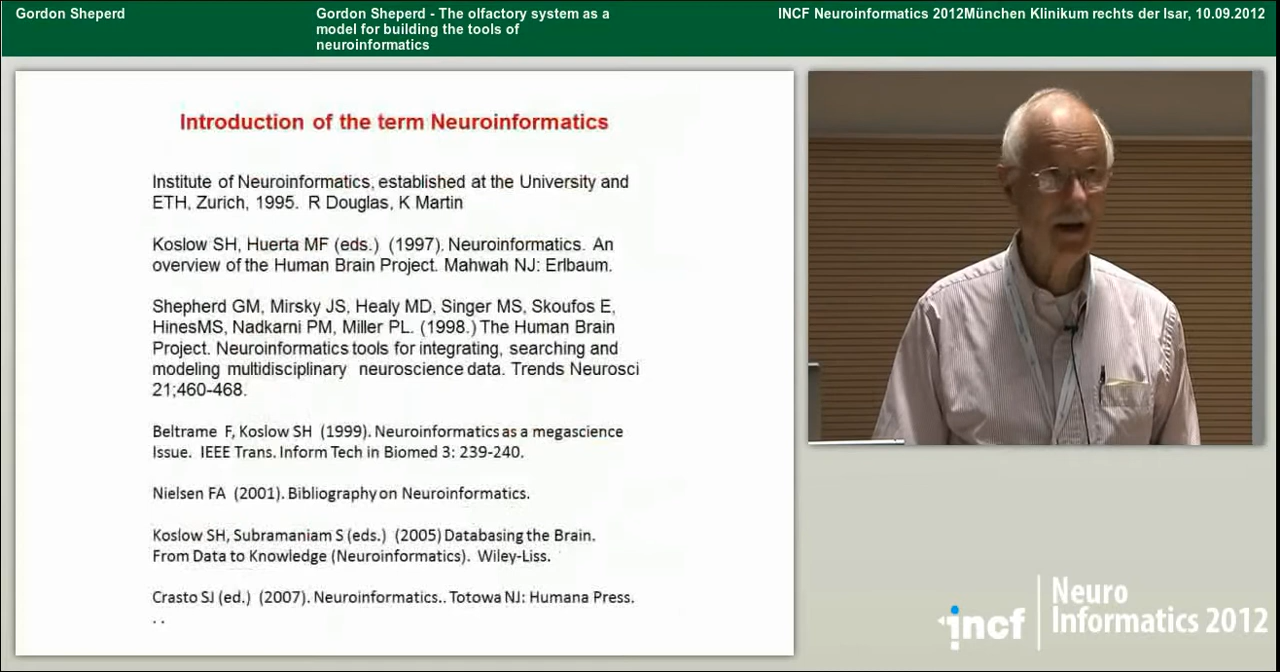 Gordon Sheperd
Gordon Sheperd - The olfactory system as a
model for building the tools of
neuroinformatics
INCF Neuroinformatics 2012München Klinikum rechts der Isar, 10.09.2012
Introduction of the term Neuroinformatics
Institute of Neuroinformatics, established at the University and
ETH, Zurich, 1995. R Douglas, K Martin
Koslow SH, Huerta MF (eds.) (1997). Neuroinformatics. An
overview of the Human Brain Project. Mahwah NJ: Erlbaum.
Shepherd GM, Mirsky JS, Healy MD, Singer MS, Skoufos E,
HinesMS, Nadkarni PM, Miller PL. (1998.) The Human Brain
Project. Neuroinformatics tools for integrating, searching and
modeling multidisciplinary neuroscience data. Trends Neurosci
21;460-468.
Beltrame F, Koslow SH (1999). Neuroinformatics as a megascience
Issue. IEEE Trans. Inform Tech in Biomed 3: 239-240.
Nielsen FA (2001). Bibliography on Neuroinformatics.
Koslow SH, Subramaniam S (eds.) (2005) Databasing the Brain.
From Data to Knowledge (Neuroinformatics). Wiley-Liss.
Crasto SJ (ed.) (2007). Neuroinformatics.. Totowa NJ: Humana Press.
. .
incf
Neuro
Informatics 2012